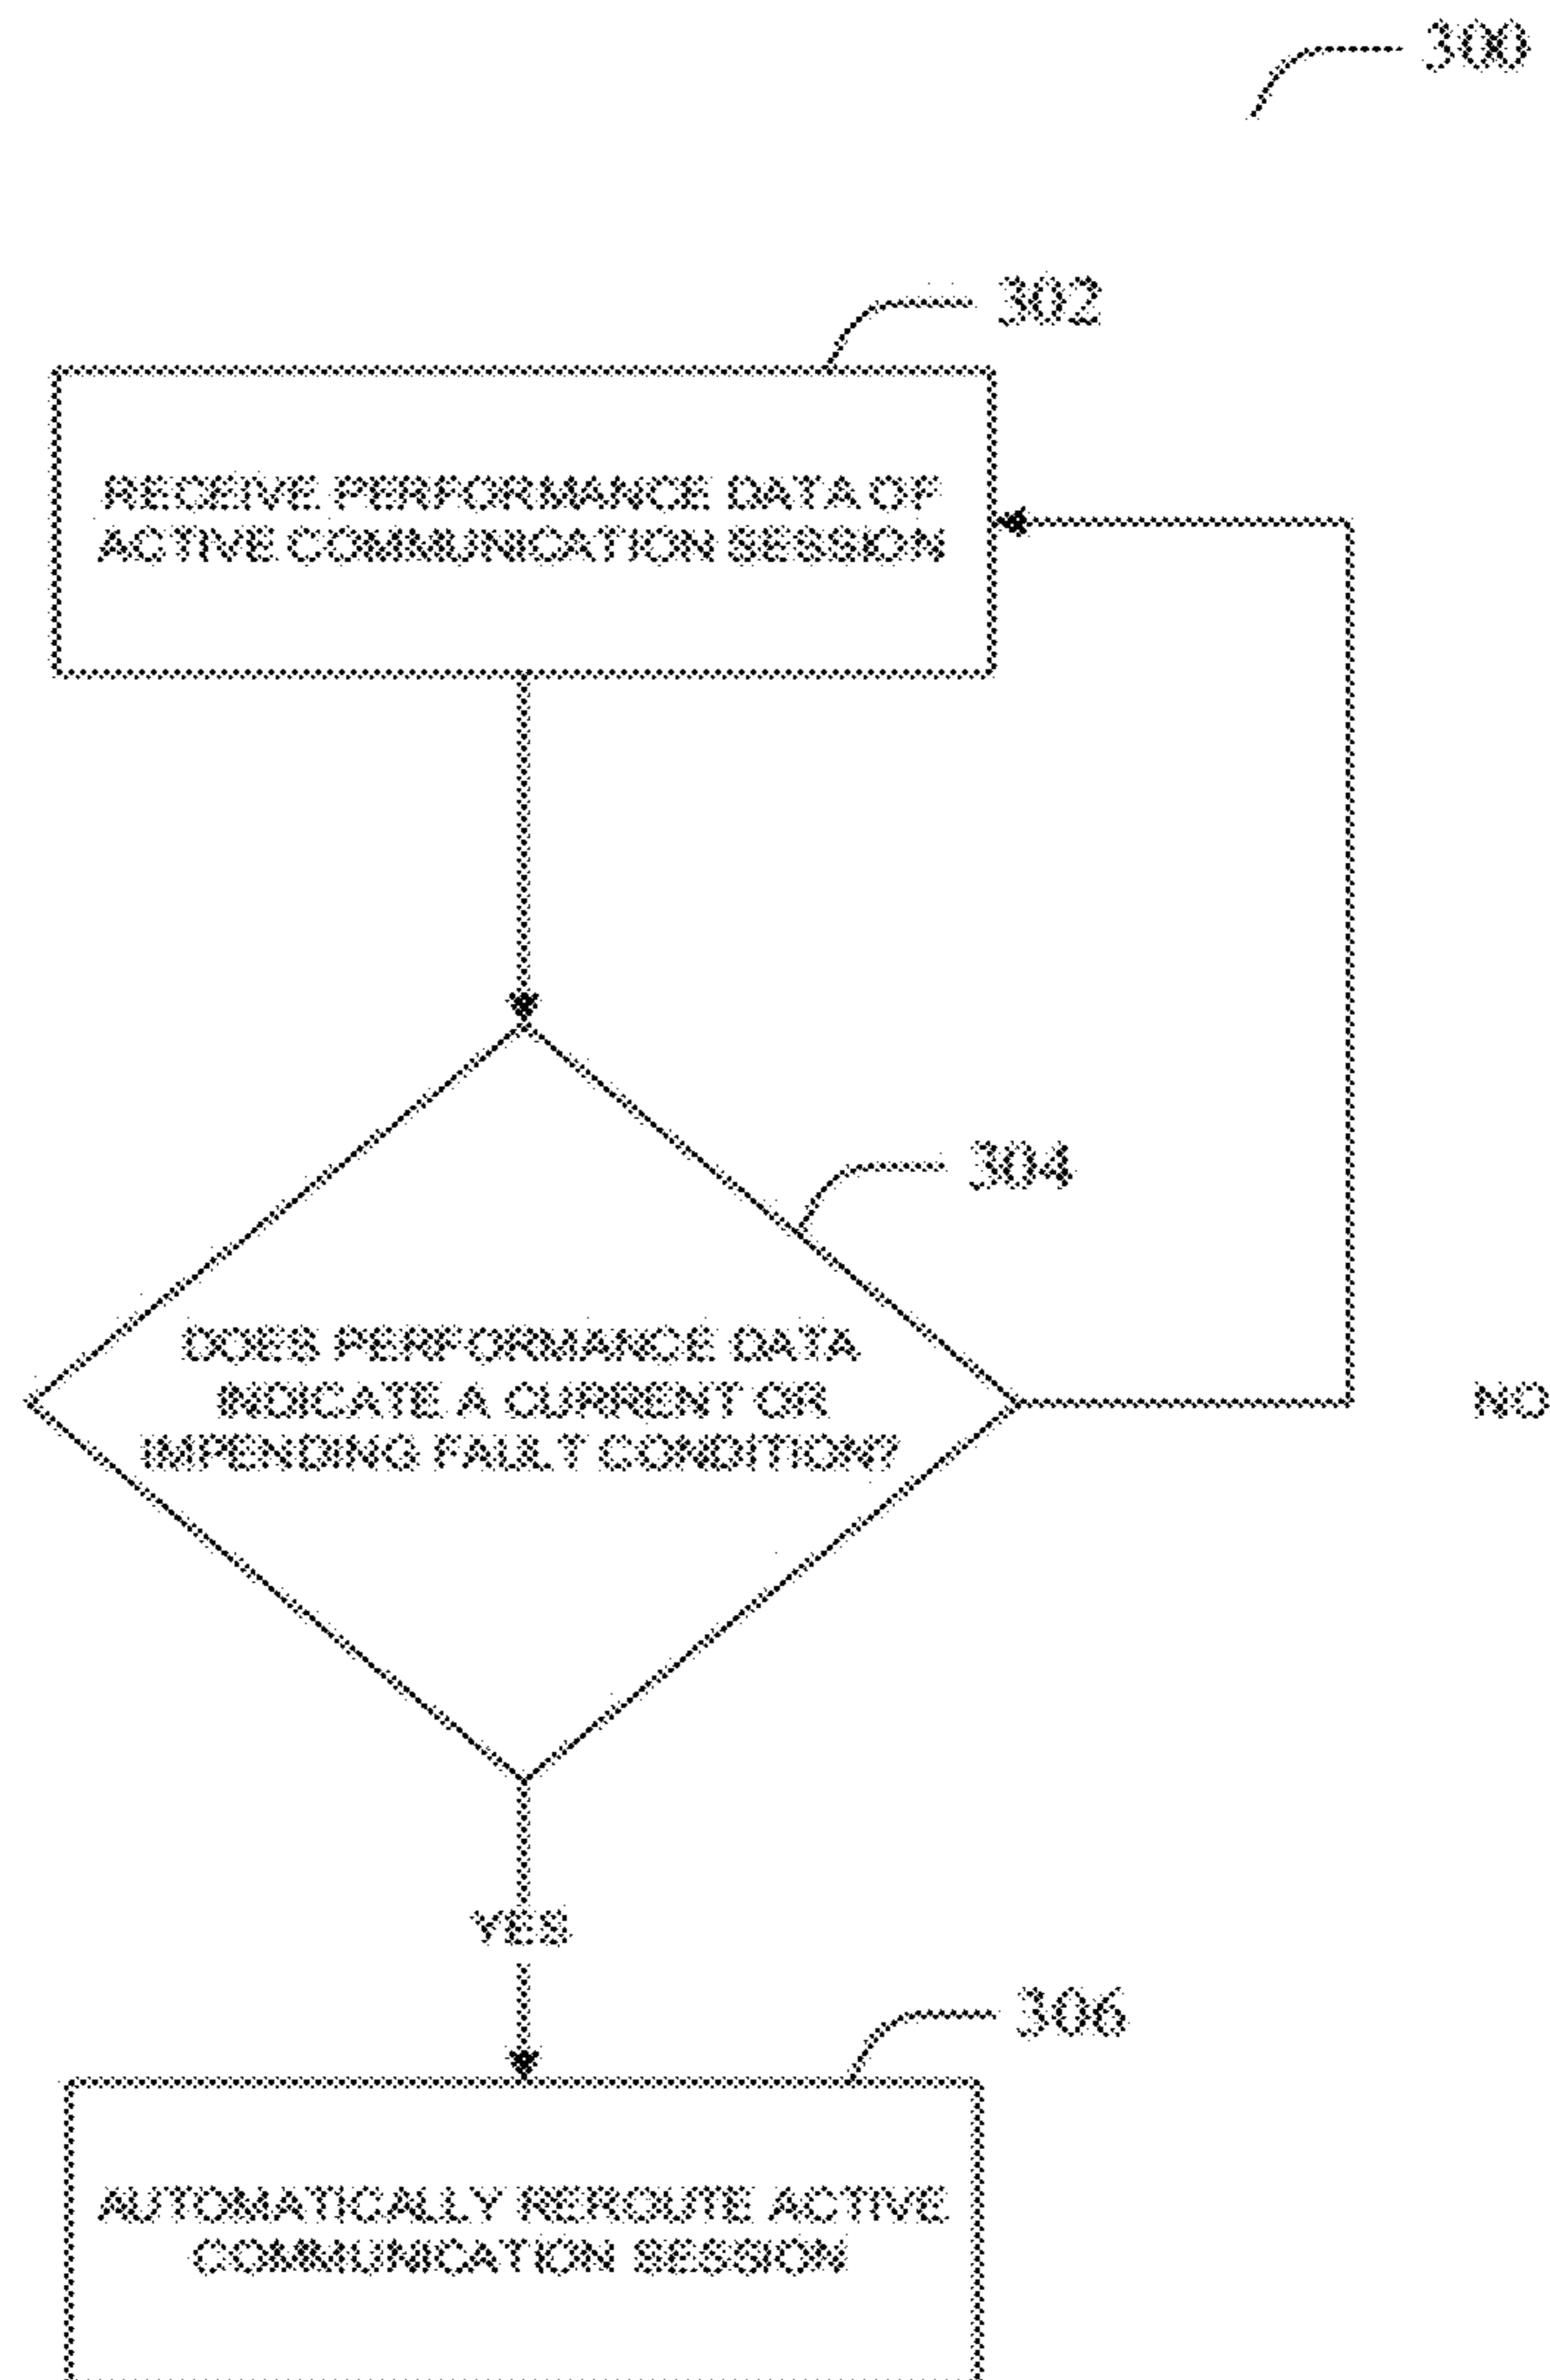 300
302
RECEIVE PERFORMANCE DATA OF
ACTIVE COMMUNICATION SESSION
304
DOES PERFORMANCE DATA
INDICATE A CURRENT OR
IMPENDING FAULT CONDITION?
NO
YES
306
AUTOMATICALLY REROUTE ACTIVE
COMMUNICATION SESSION